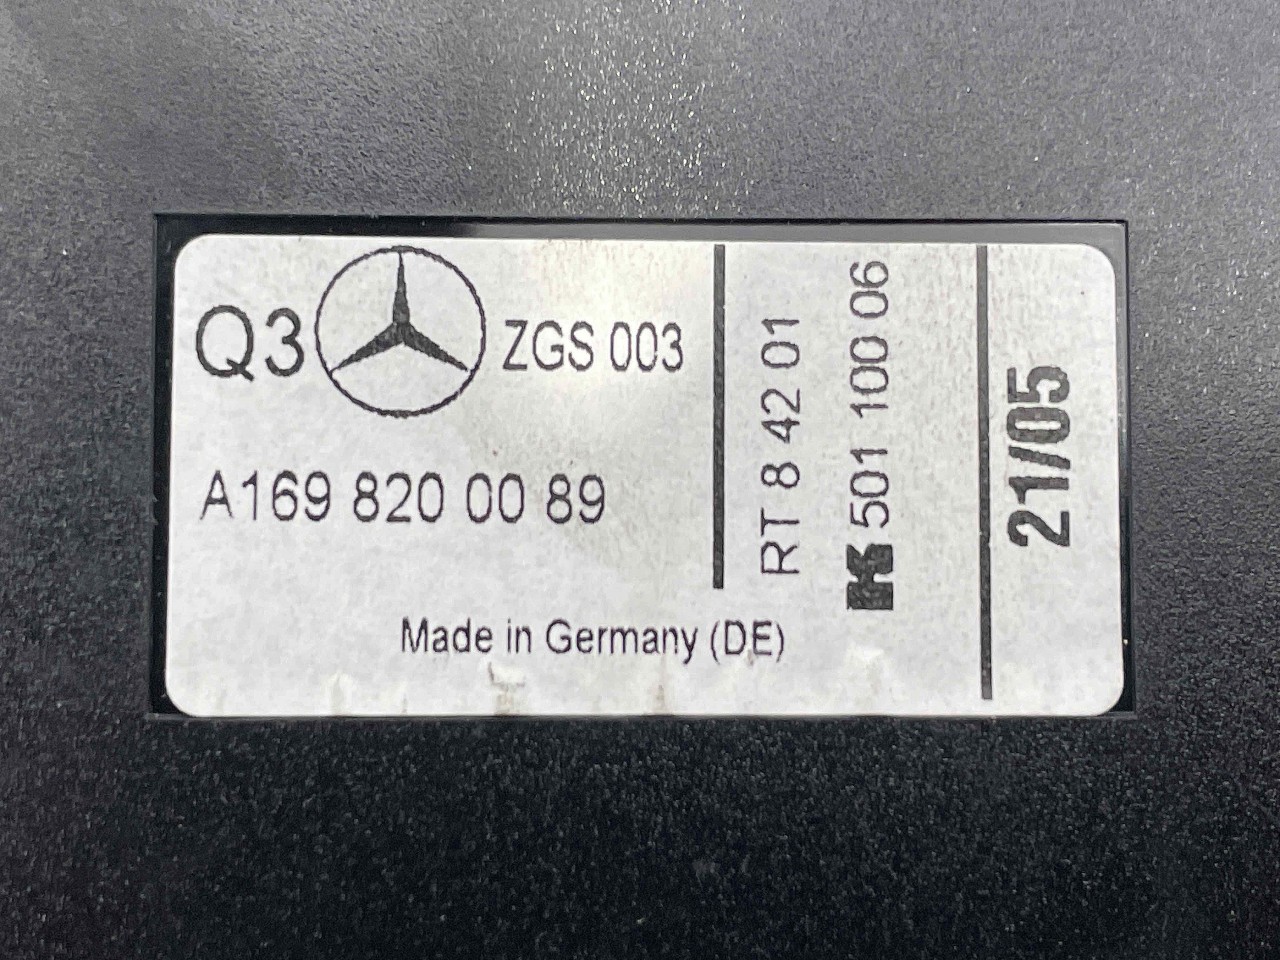 Q3 ZGS 003
A169 820 00 89
Made in Germany (DE)
RT 8 42 01
K 501 100 06
21/05